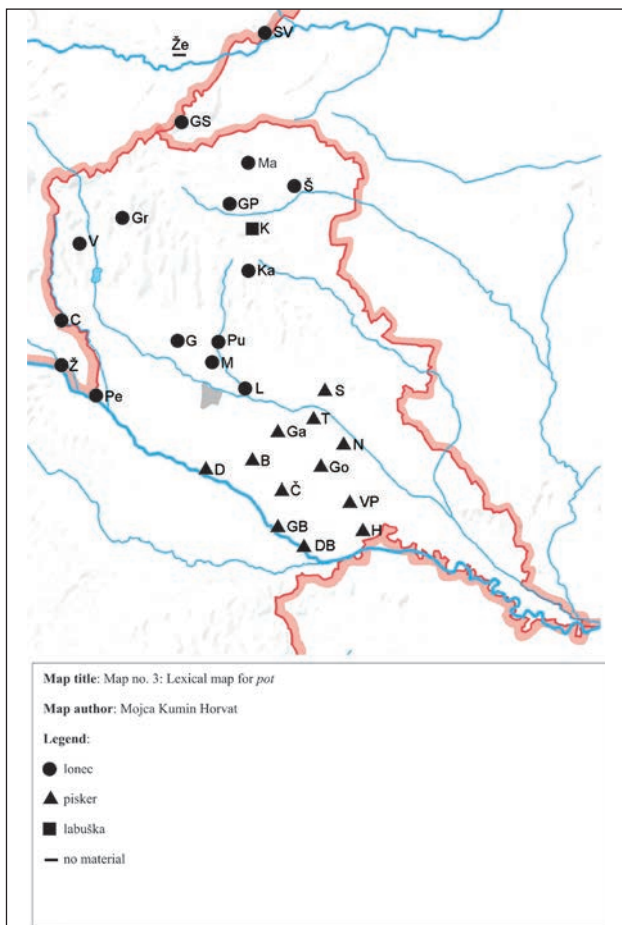 SV
Že
GS
Ma
Š
GP
Gr
K
V
Ka
C
G
Pu
M
Ž
L
S
Pe
T
Ga
N
B
Go
D
Č
VP
GB
H
DB
Map title: Map no. 3: Lexical map for pot
Map author: Mojca Kumin Horvat
Legend:
lonec
pisker
labuška
no material